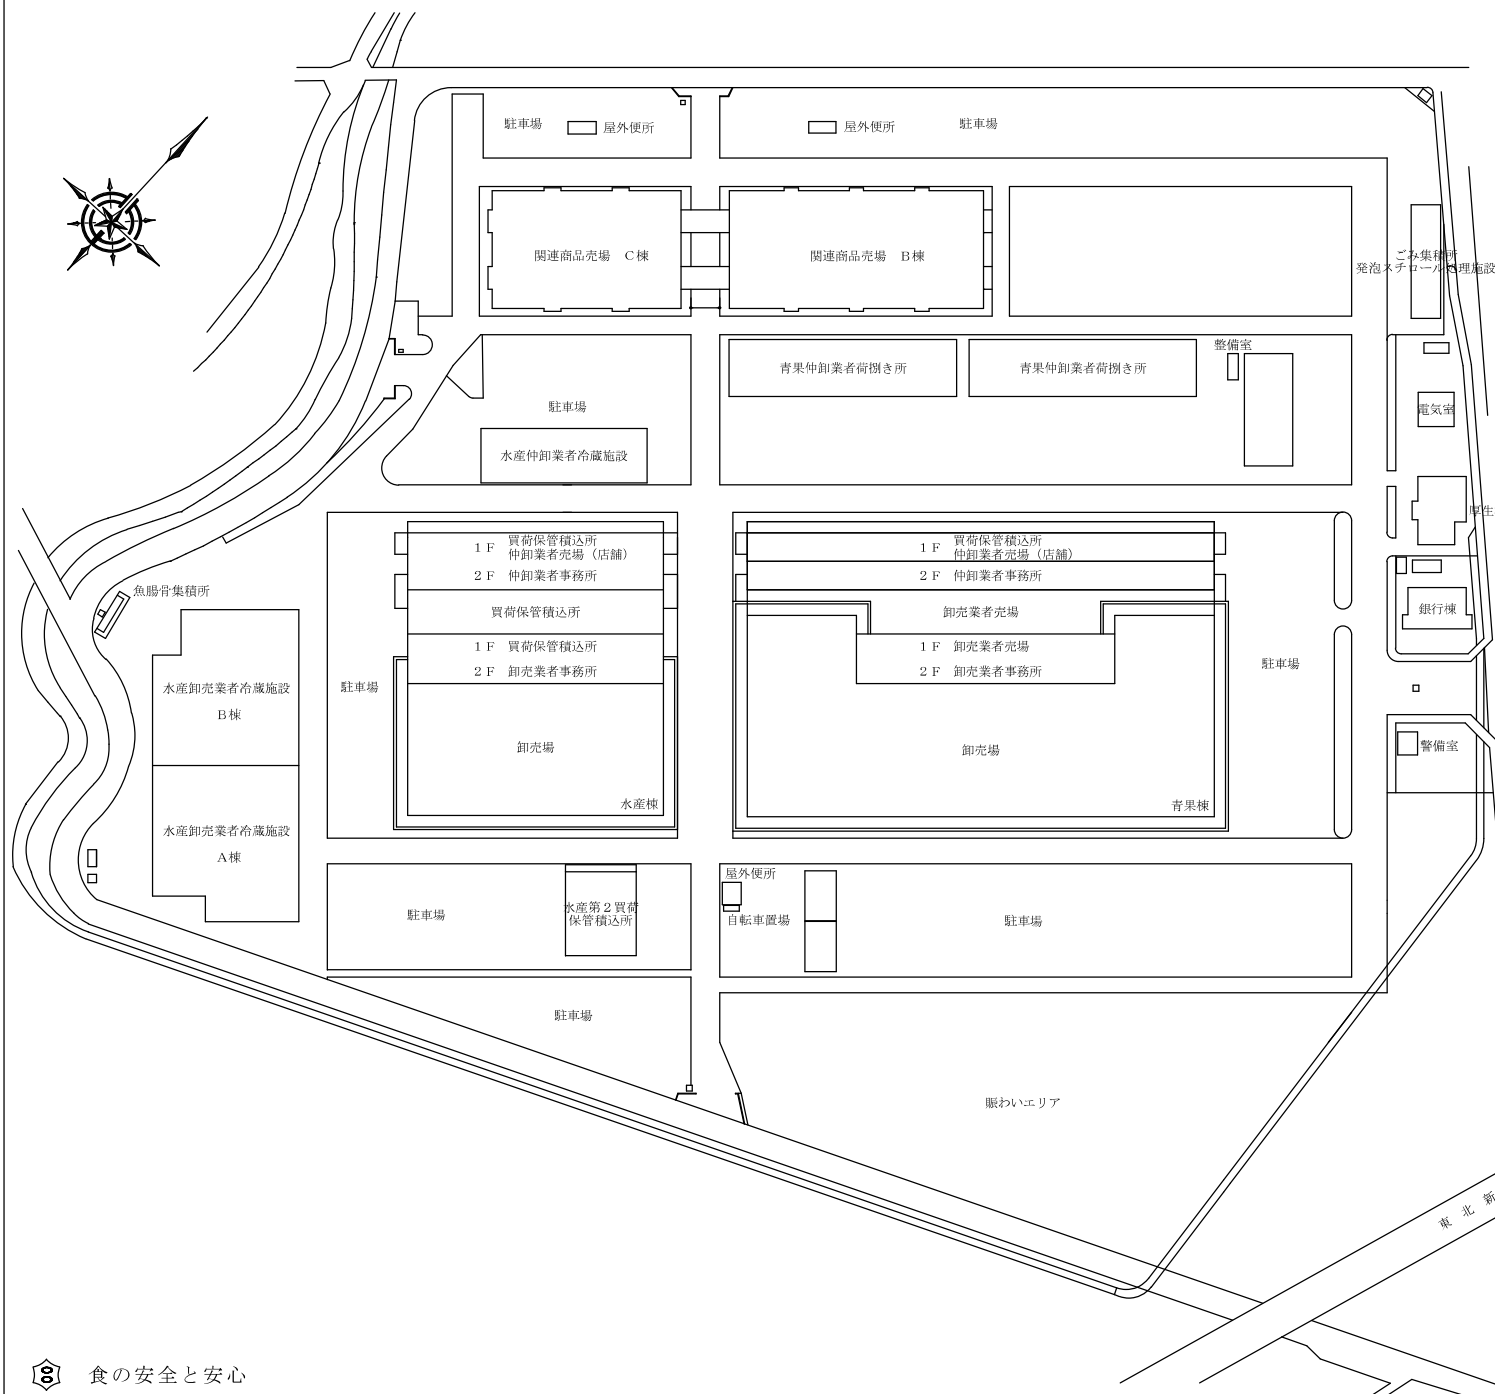 駐車場
屋外便所
屋外便所
駐車場
関連商品売場 C棟
関連商品売場 B棟
ごみ集積所
発泡スチロール処理施設
整備室
青果仲卸業者荷捌き所
青果仲卸業者荷捌き所
駐車場
電気室
水産仲卸業者冷蔵施設
厚生
1F 買荷保管積込所
仲卸業者売場（店舗）
2F 仲卸業者事務所
買荷保管積込所
1F 買荷保管積込所
2F 卸売業者事務所
卸売場
水産棟
1F 買荷保管積込所
仲卸業者売場（店舗）
2F 仲卸業者事務所
卸売業者売場
1F 卸売業者売場
2F 卸売業者事務所
卸売場
青果棟
魚腸骨集積所
銀行棟
駐車場
駐車場
水産卸売業者冷蔵施設
B棟
警備室
水産卸売業者冷蔵施設
A棟
駐車場
水産第2買荷
保管積込所
屋外便所
自転車置場
駐車場
駐車場
賑わいエリア
東北新
食の安全と安心